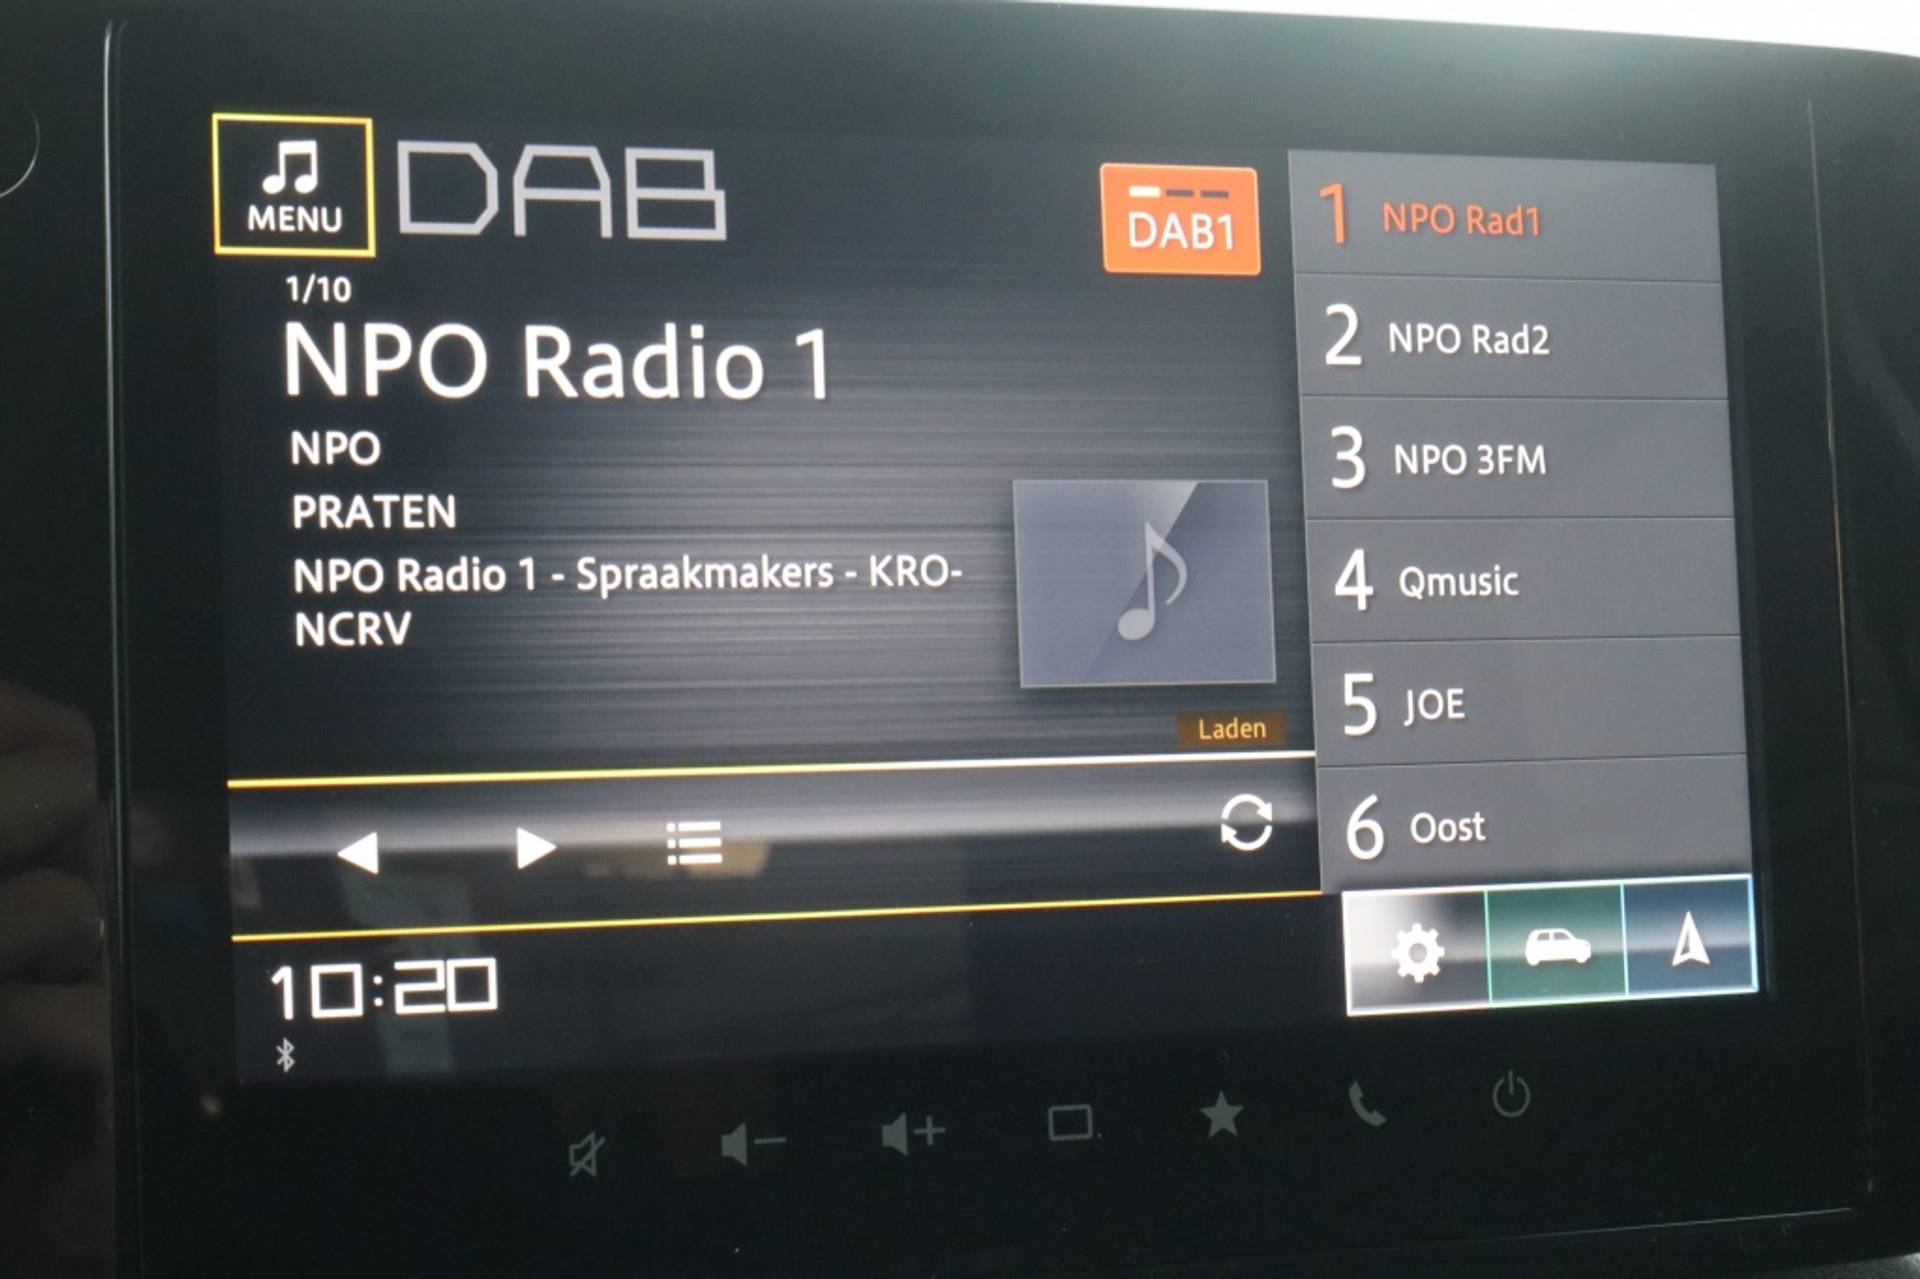 MENU
DAB
DAB1
1/10
NPO Radio 1
NPO
PRATEN
NPO Radio 1 - Spraakmakers - KRO-
NCRV
Laden
1 NPO Rad1
2 NPO Rad2
3 NPO 3FM
4 Qmusic
5 JOE
6 Oost
10:20